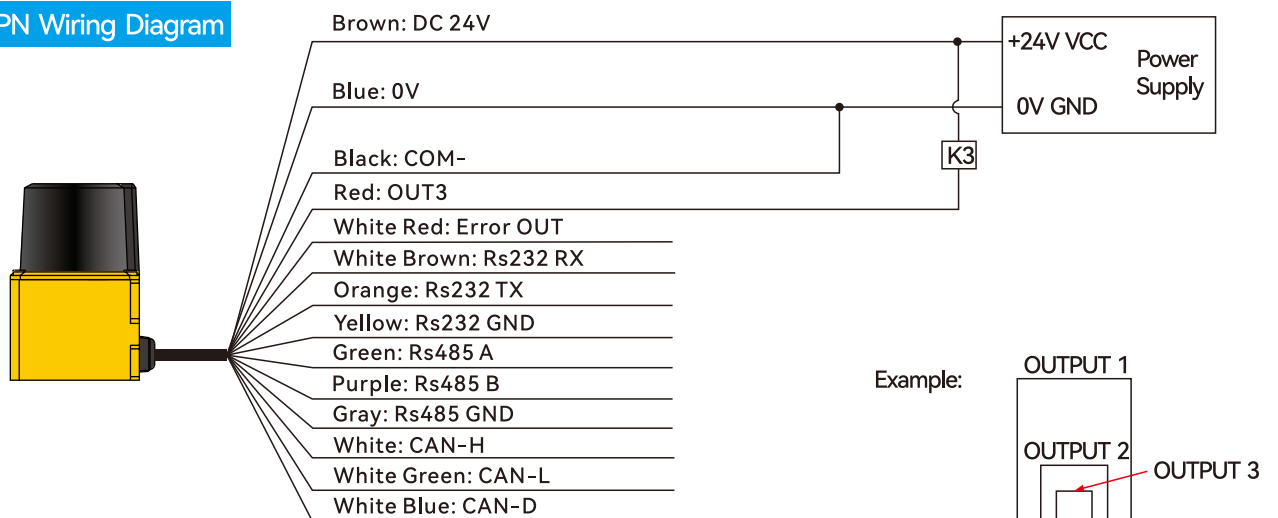 PN Wiring Diagram
Brown: DC 24V
+24V VCC
Power
Supply
Blue: 0V
0V GND
Black: COM-
K3
Red: OUT3
White Red: Error OUT
White Brown: Rs232 RX
Orange: Rs232 TX
Yellow: Rs232 GND
Green: Rs485 A
Purple: Rs485 B
Gray: Rs485 GND
White: CAN-H
White Green: CAN-L
White Blue: CAN-D
Example:
OUTPUT 1
OUTPUT 2
OUTPUT 3